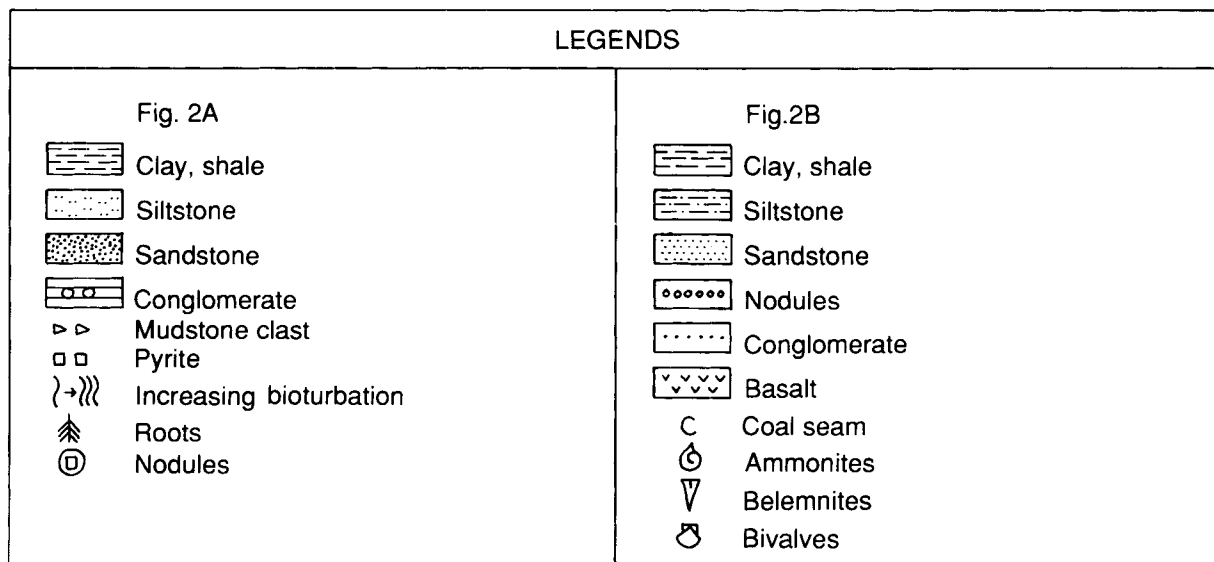 LEGENDS
Fig. 2A
Clay, shale
Siltstone
Sandstone
Conglomerate
Mudstone clast
Pyrite
Increasing bioturbation
Roots
Nodules
Fig.2B
Clay, shale
Siltstone
Sandstone
Nodules
Conglomerate
Basalt
C Coal seam
Ammonites
Belemnites
Bivalves